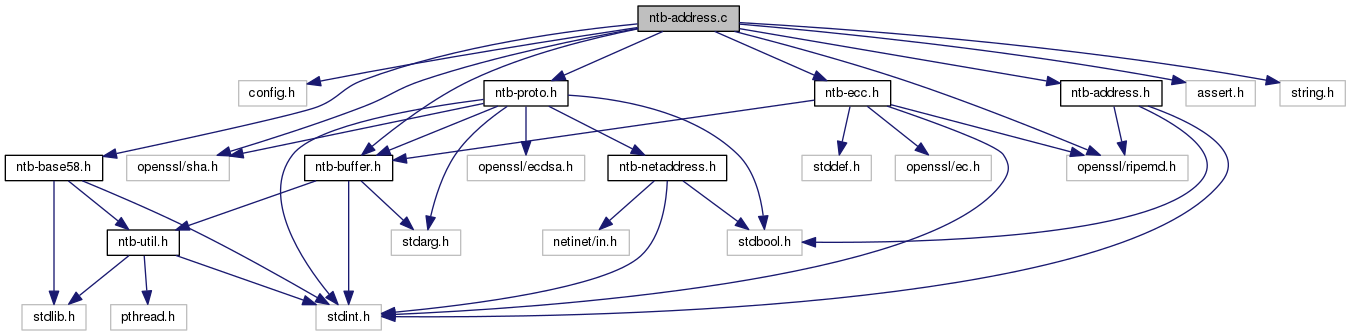 ntb-address.c
config.h
ntb-proto.h
ntb-ecc.h
ntb-address.h
assert.h
string.h
ntb-base58.h
openssl/sha.h
ntb-buffer.h
openssl/ecdsa.h
ntb-netaddress.h
stddef.h
openssl/ec.h
openssl/ripemd.h
ntb-util.h
stdarg.h
netinet/in.h
stdbool.h
stdlib.h
pthread.h
stdint.h